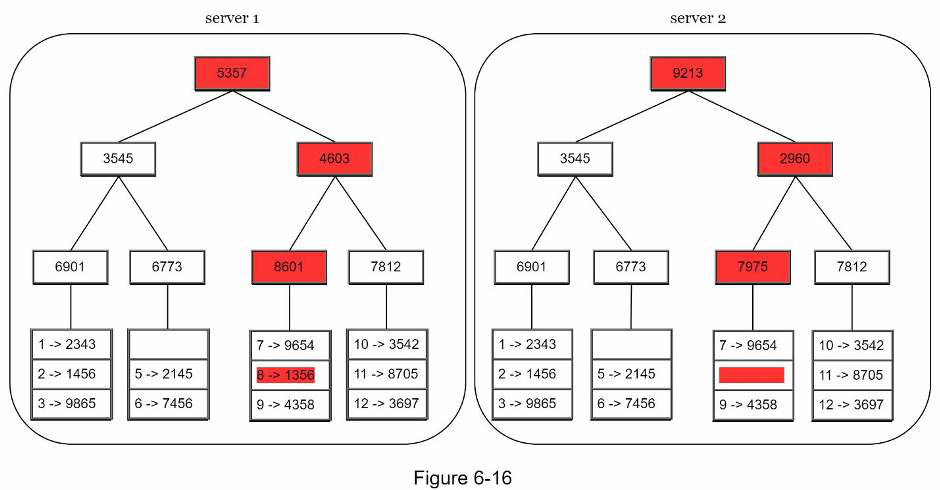 server 1
5357
3545
4603
6901
6773
8601
7812
1 -> 2343
2 -> 1456
3 -> 9865
5 -> 2145
6 -> 7456
7 -> 9654
8 -> 1356
9 -> 4358
10 -> 3542
11 -> 8705
12 -> 3697
server 2
9213
3545
2960
6901
6773
7975
7812
1 -> 2343
2 -> 1456
3 -> 9865
5 -> 2145
6 -> 7456
7 -> 9654
9 -> 4358
10 -> 3542
11 -> 8705
12 -> 3697
Figure 6-16